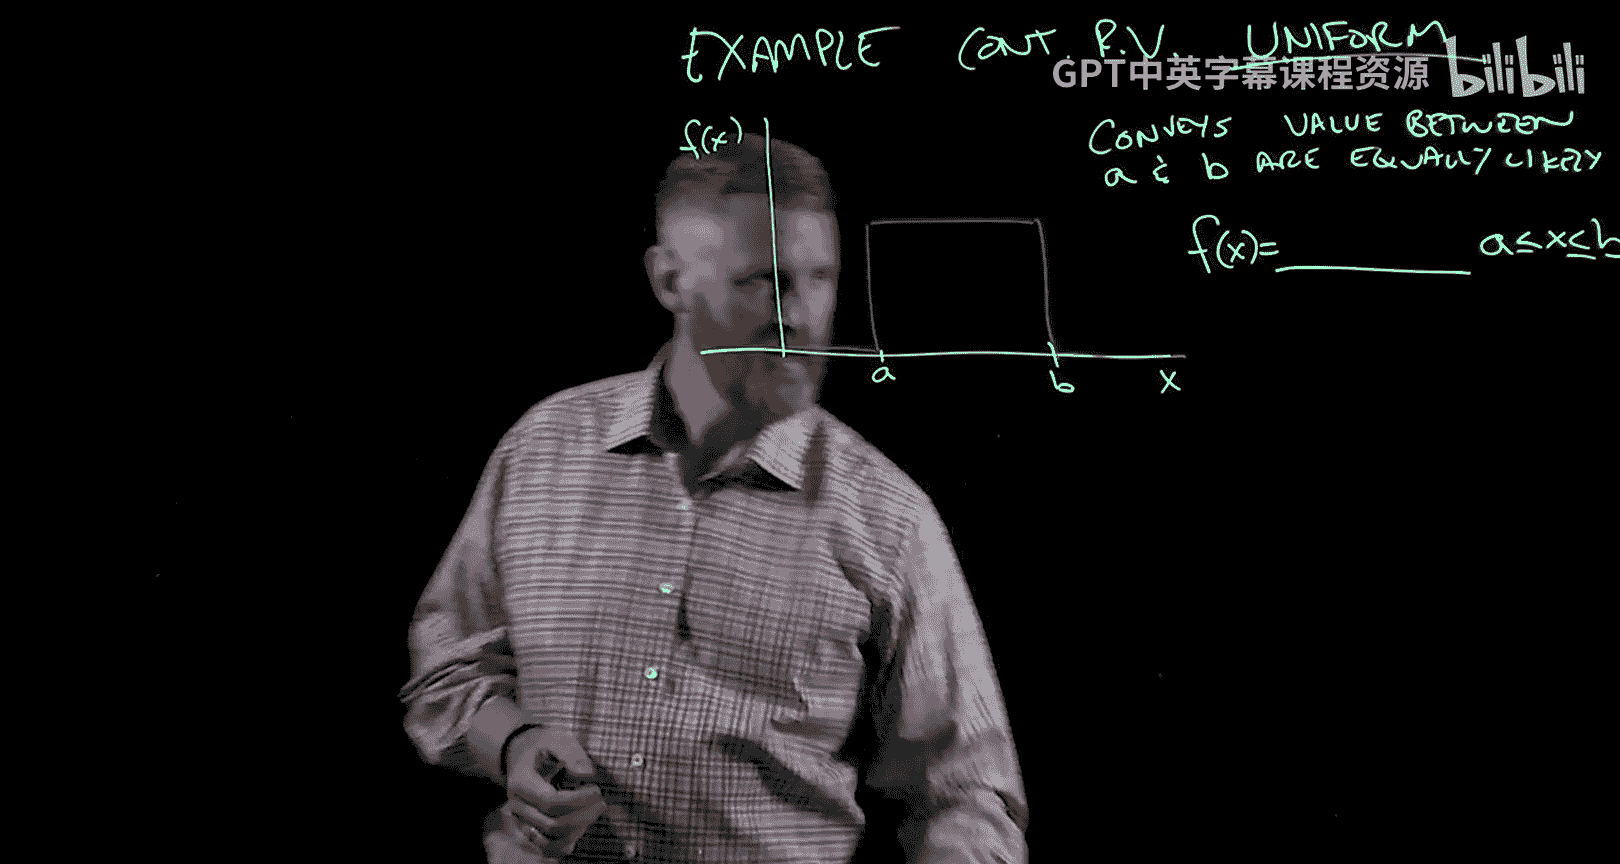 EXAMPLE CONT. R.V. UNIFORM
GPT中英字幕课程资源 bilibili
f(x)
CONVEYS VALUE BETWEEN
a & b ARE EQUALLY LIKELY
f(x)= a≤x≤b
a b x